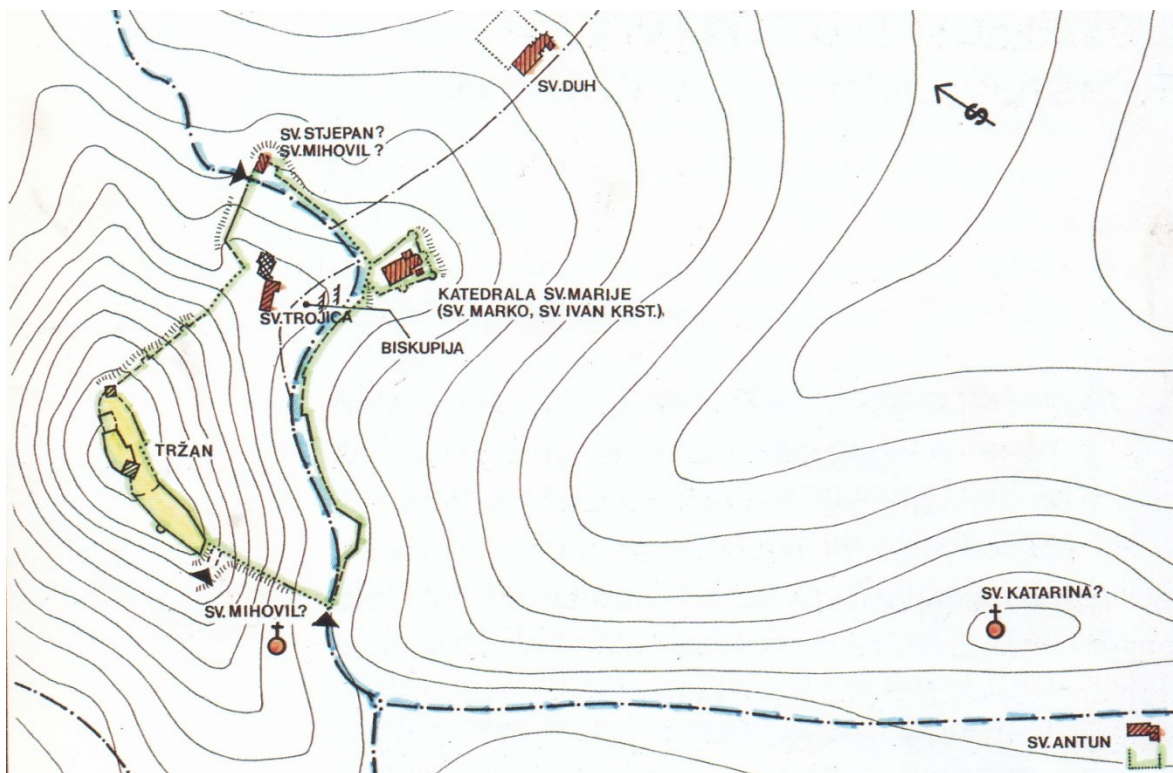 SV.DUH
S
SV.STJEPAN?
SV.MIHOVIL?
KATEDRALA SV.MARIJE
(SV. MARKO, SV. IVAN KRST.)
SV.TROJICA
BISKUPIJA
TRŽAN
SV.MIHOVIL?
SV.KATARINA?
SV.ANTUN